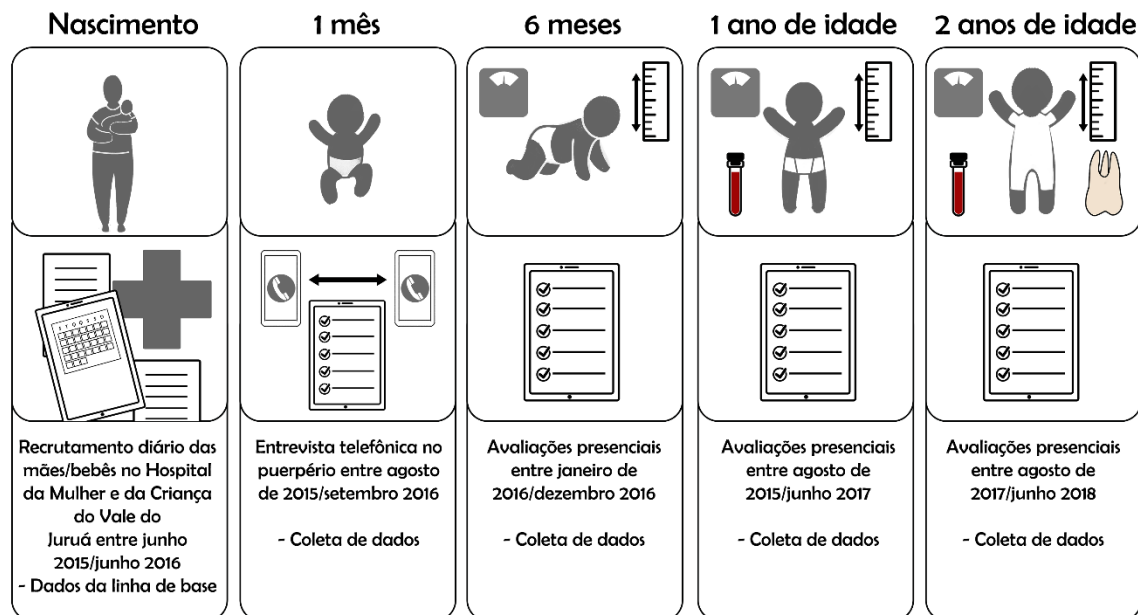 Nascimento
1 mês
6 meses
1 ano de idade
2 anos de idade
Recrutamento diário das
mães/bebês no Hospital
da Mulher e da Criança
do Vale do
Juruá entre junho
2015/junho 2016
- Dados da linha de base
Entrevista telefônica no
puerpério entre agosto
de 2015/setembro 2016
- Coleta de dados
Avaliações presenciais
entre janeiro de
2016/dezembro 2016
- Coleta de dados
Avaliações presenciais
entre agosto de
2015/junho 2017
- Coleta de dados
Avaliações presenciais
entre agosto de
2017/junho 2018
- Coleta de dados